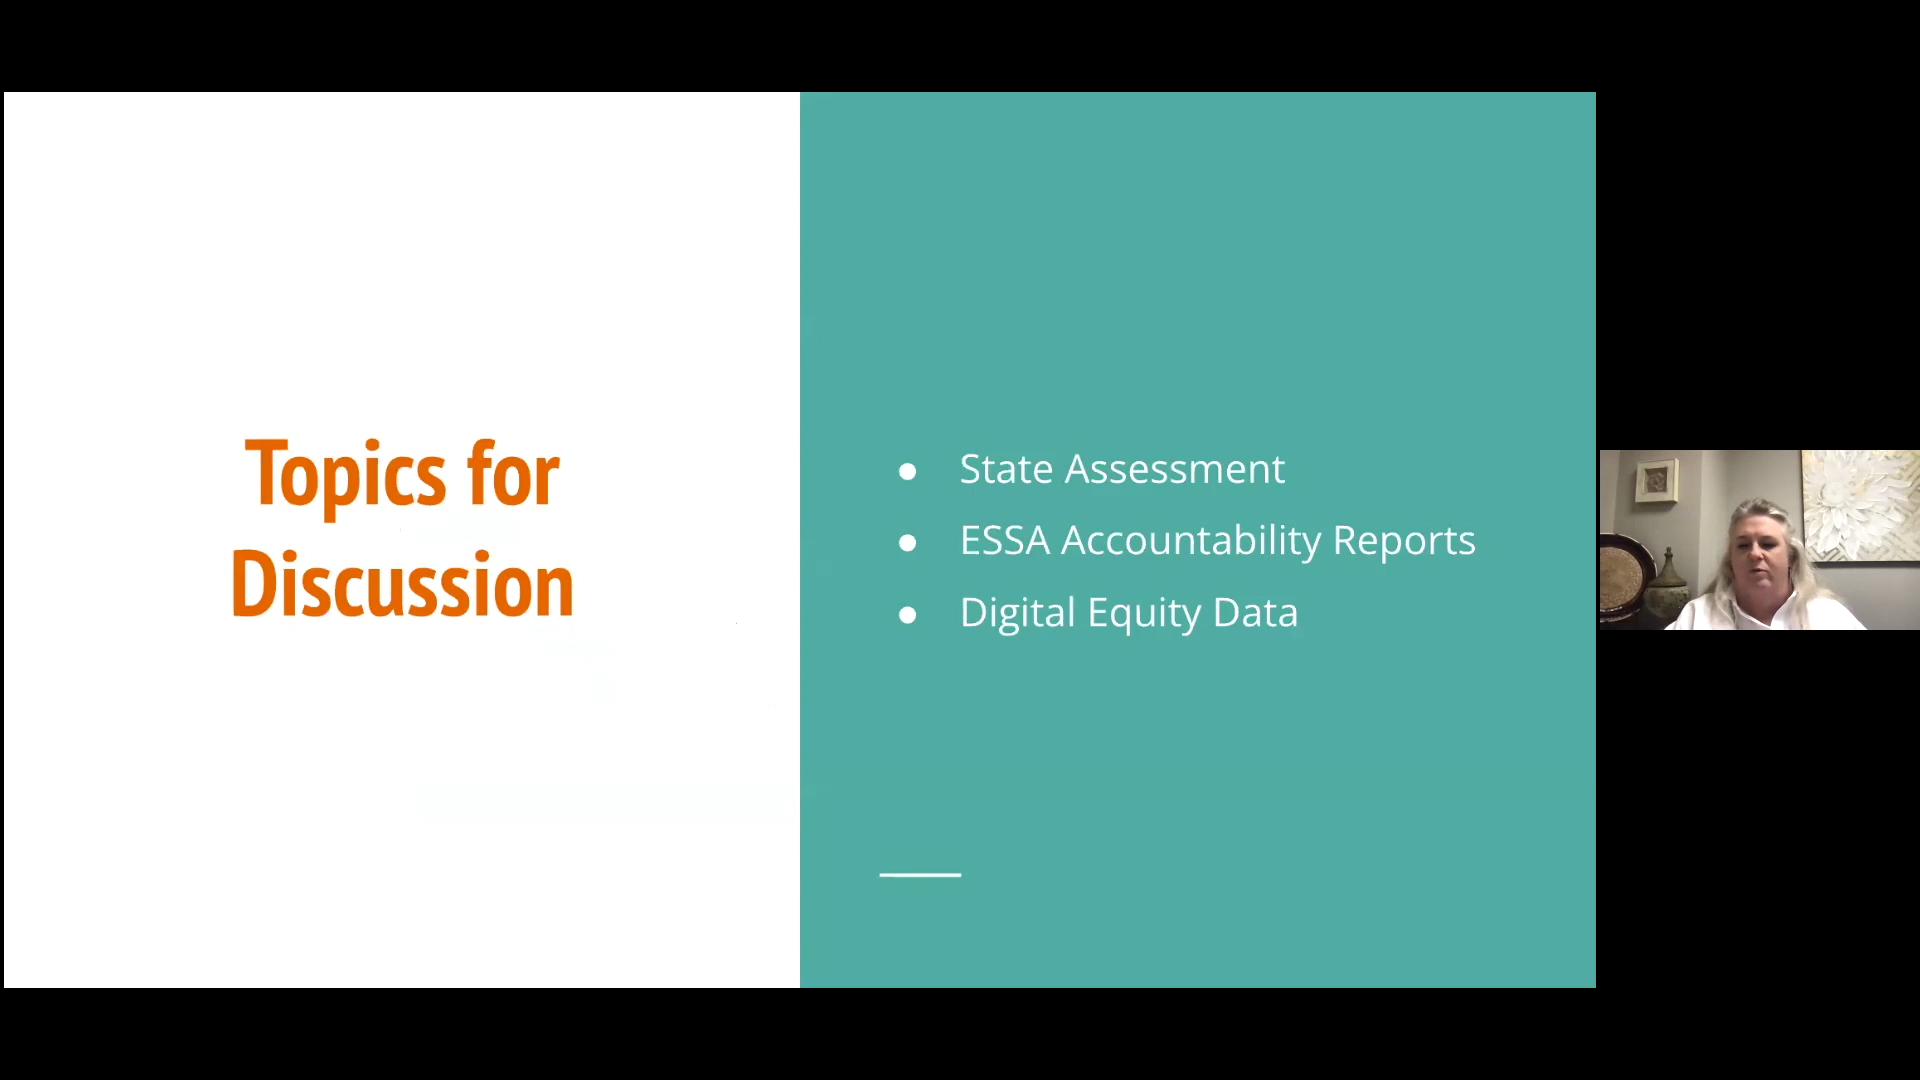 Topics for
Discussion
● State Assessment
● ESSA Accountability Reports
● Digital Equity Data